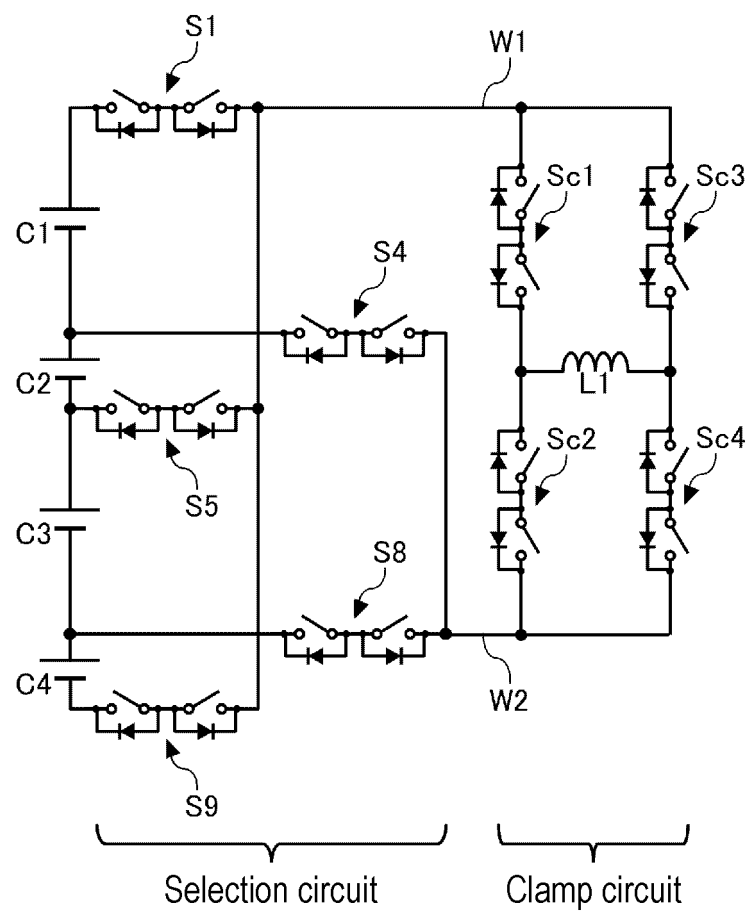 S1
W1
Sc1
Sc3
C1
S4
C2
L1
Sc2
Sc4
S5
C3
S8
C4
W2
S9
Selection circuit
Clamp circuit